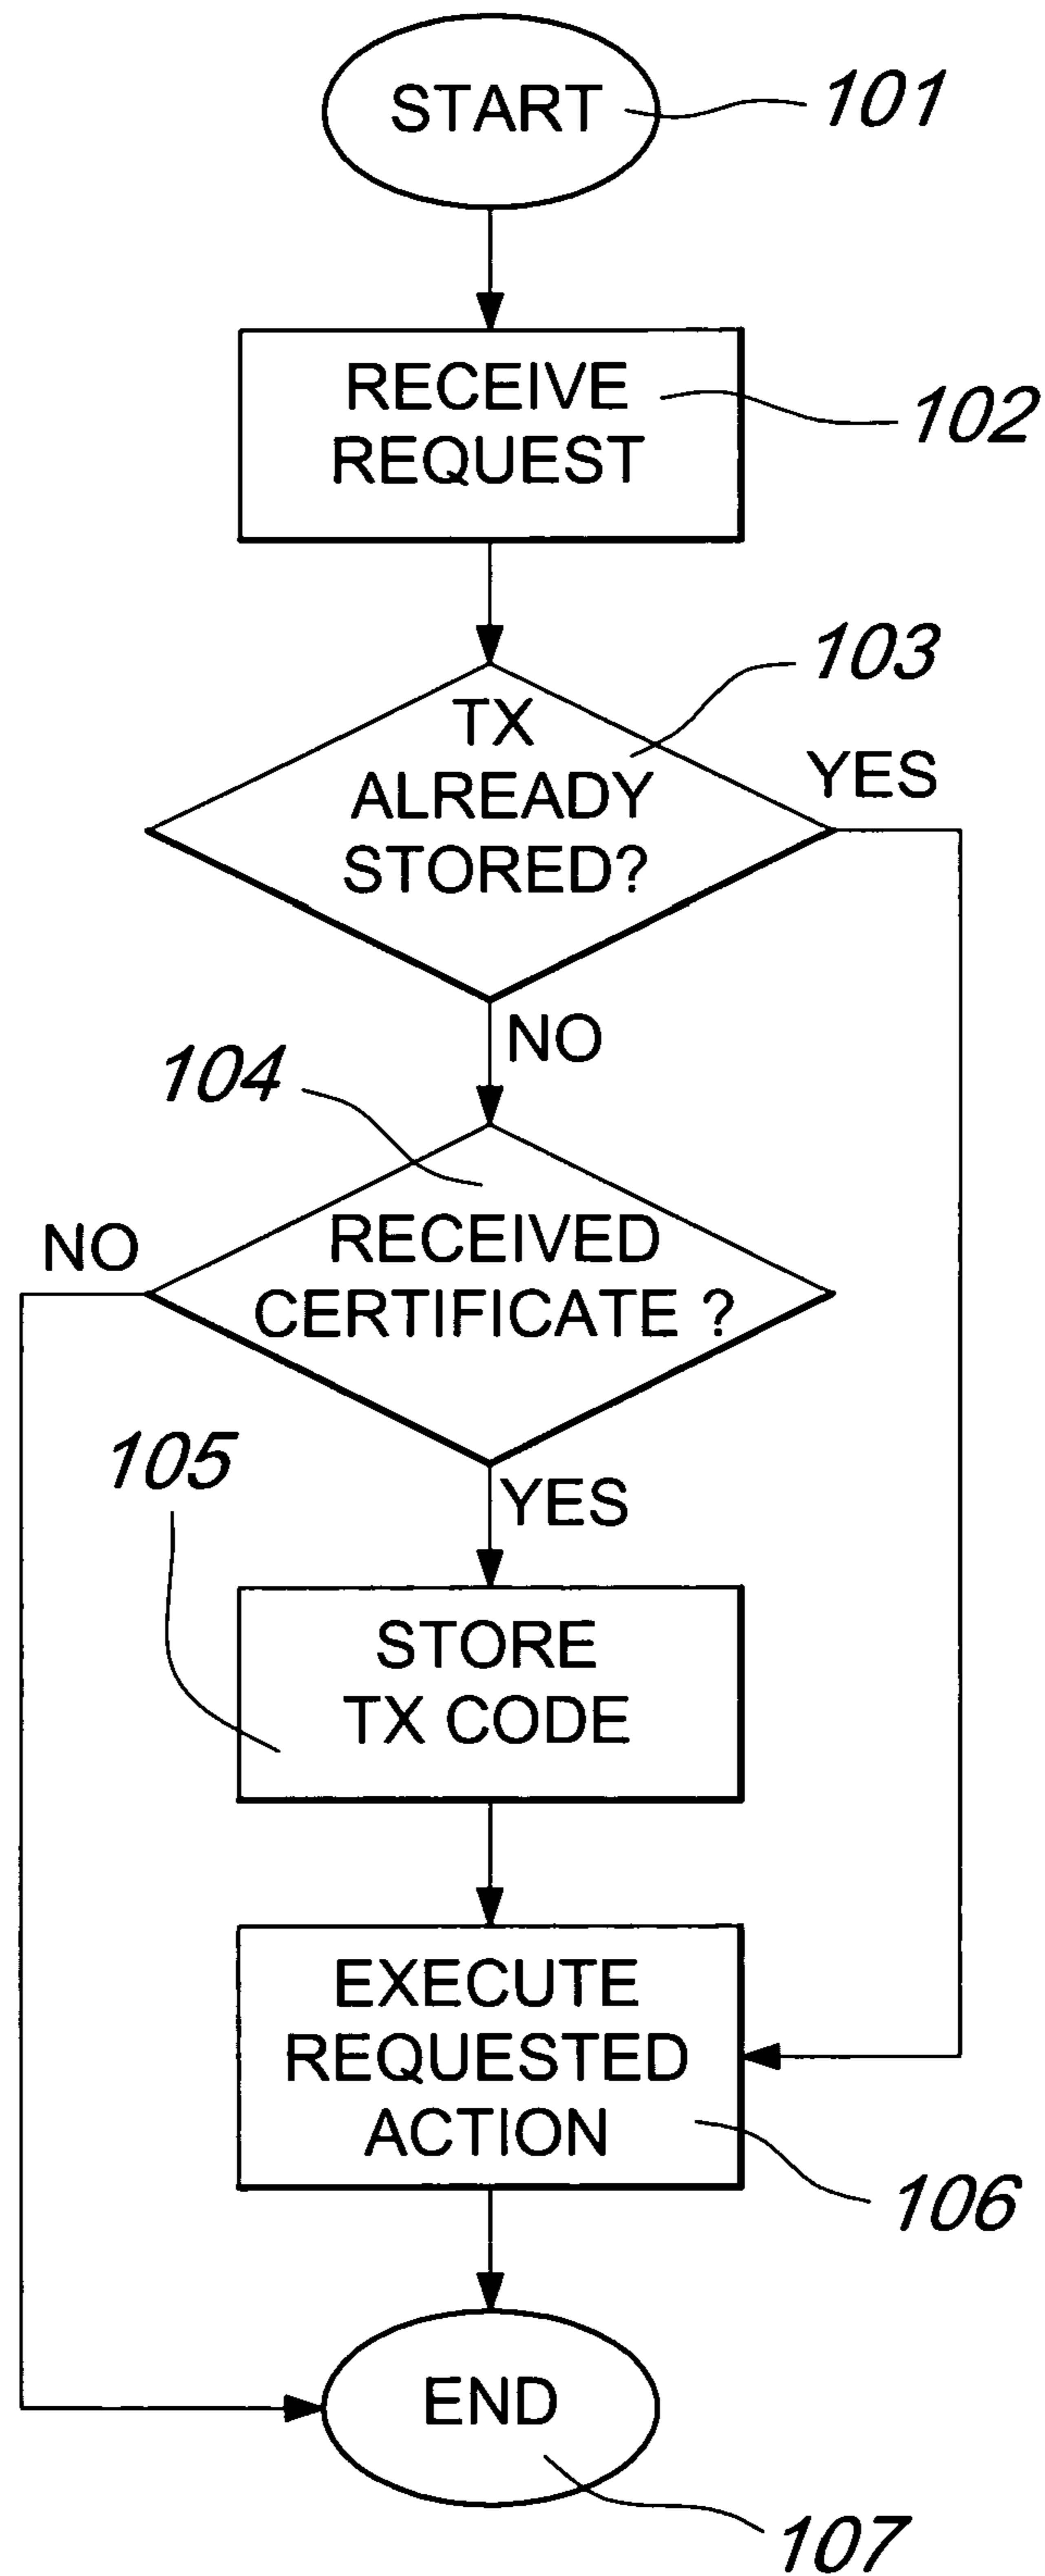 START
101
RECEIVE
REQUEST
102
103
TX
ALREADY
STORED?
YES
NO
104
RECEIVED
CERTIFICATE ?
NO
105
YES
STORE
TX CODE
EXECUTE
REQUESTED
ACTION
106
END
107